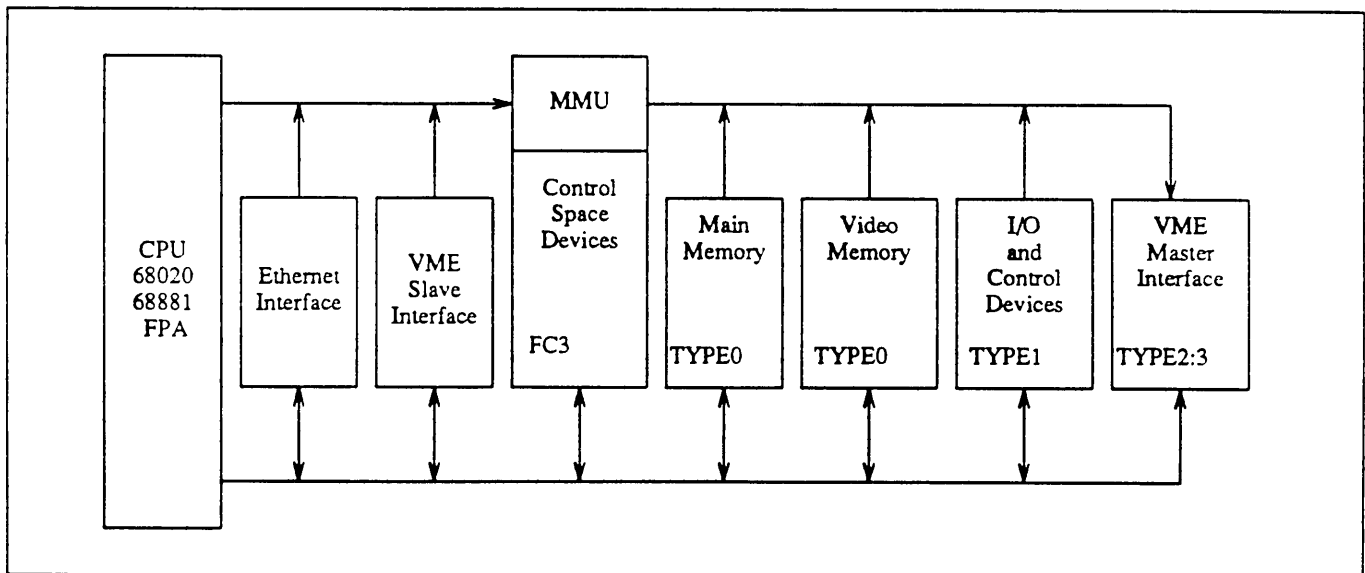 CPU
68020
68881
FPA
Ethernet
Interface
VME
Slave
Interface
MMU
Control
Space
Devices
FC3
Main
Memory
TYPE0
Video
Memory
TYPE0
I/O
and
Control
Devices
TYPE1
VME
Master
Interface
TYPE2:3